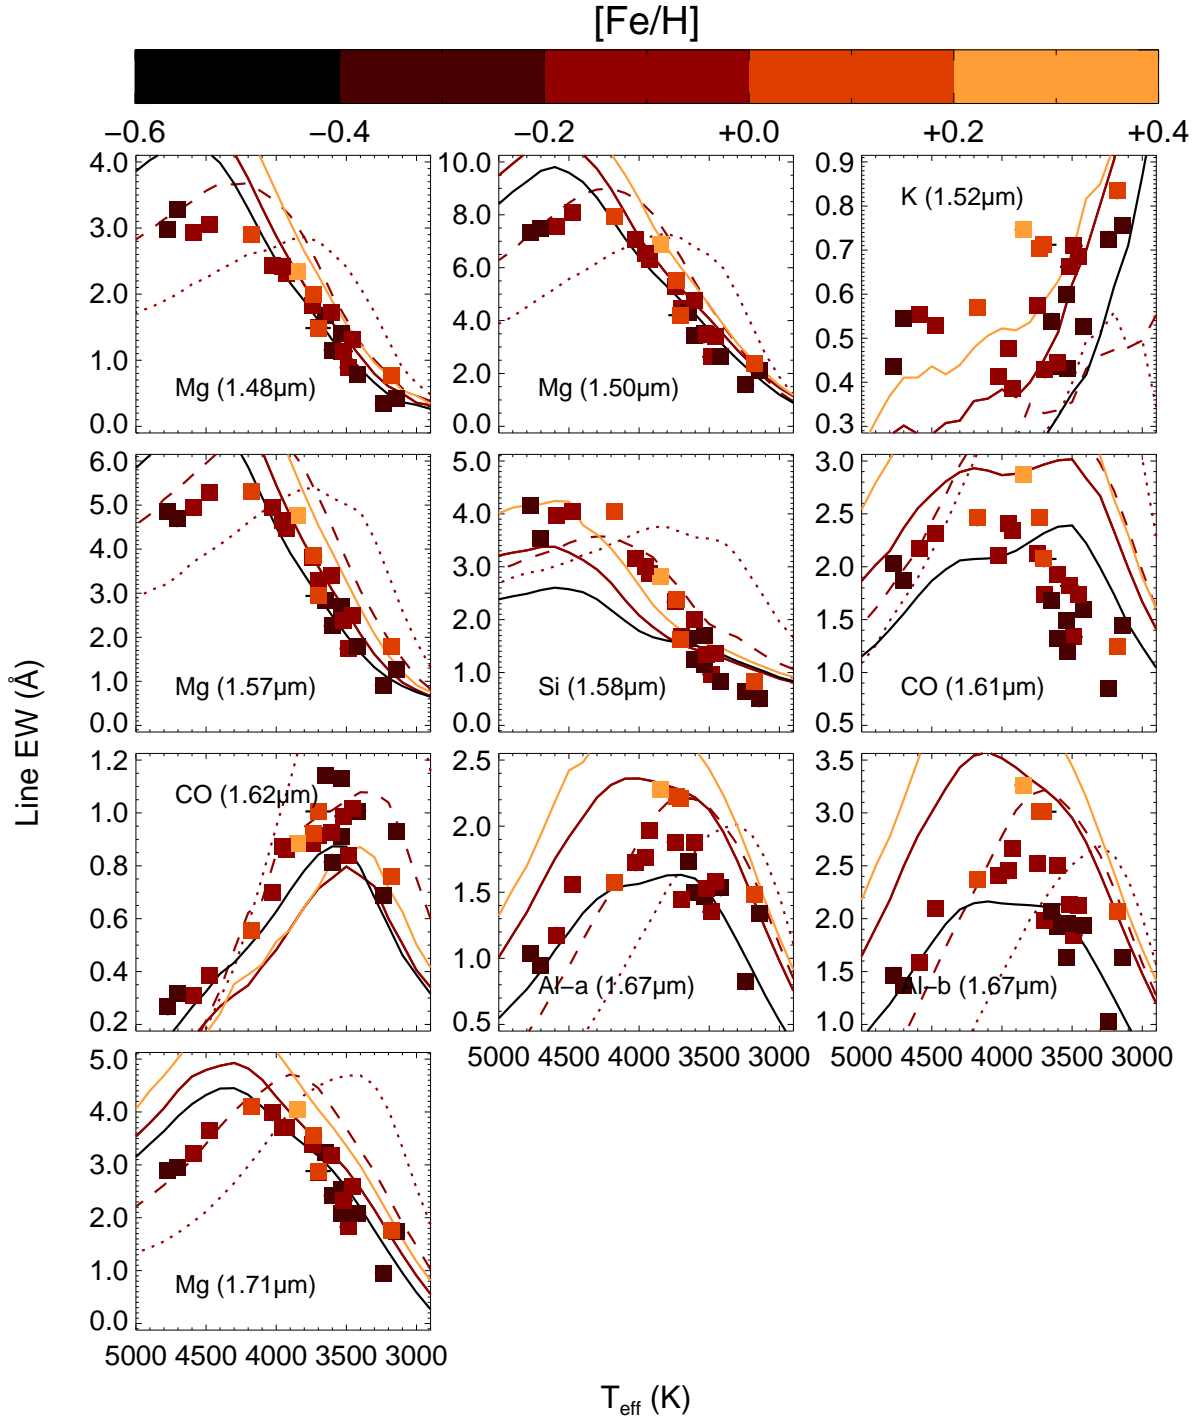 [Fe/H]
−0.6 −0.4 −0.2 +0.0 +0.2 +0.4
4.0 3.0 2.0 1.0 0.0
Mg (1.48µm)
10.0 8.0 6.0 4.0 2.0 0.0
Mg (1.50µm)
0.9 0.8 0.7 0.6 0.5 0.4 0.3
K (1.52µm)
6.0 5.0 4.0 3.0 2.0 1.0 0.0
Mg (1.57µm)
5.0 4.0 3.0 2.0 1.0 0.0
Si (1.58µm)
3.0 2.5 2.0 1.5 1.0 0.5
CO (1.61µm)
Line EW (Å)
1.2 1.0 0.8 0.6 0.4 0.2
CO (1.62µm)
2.5 2.0 1.5 1.0 0.5
Al−a (1.67µm)
5000 4500 4000 3500 3000
3.5 3.0 2.5 2.0 1.5 1.0
Al−b (1.67µm)
5000 4500 4000 3500 3000
5.0 4.0 3.0 2.0 1.0 0.0
Mg (1.71µm)
5000 4500 4000 3500 3000
Teff (K)